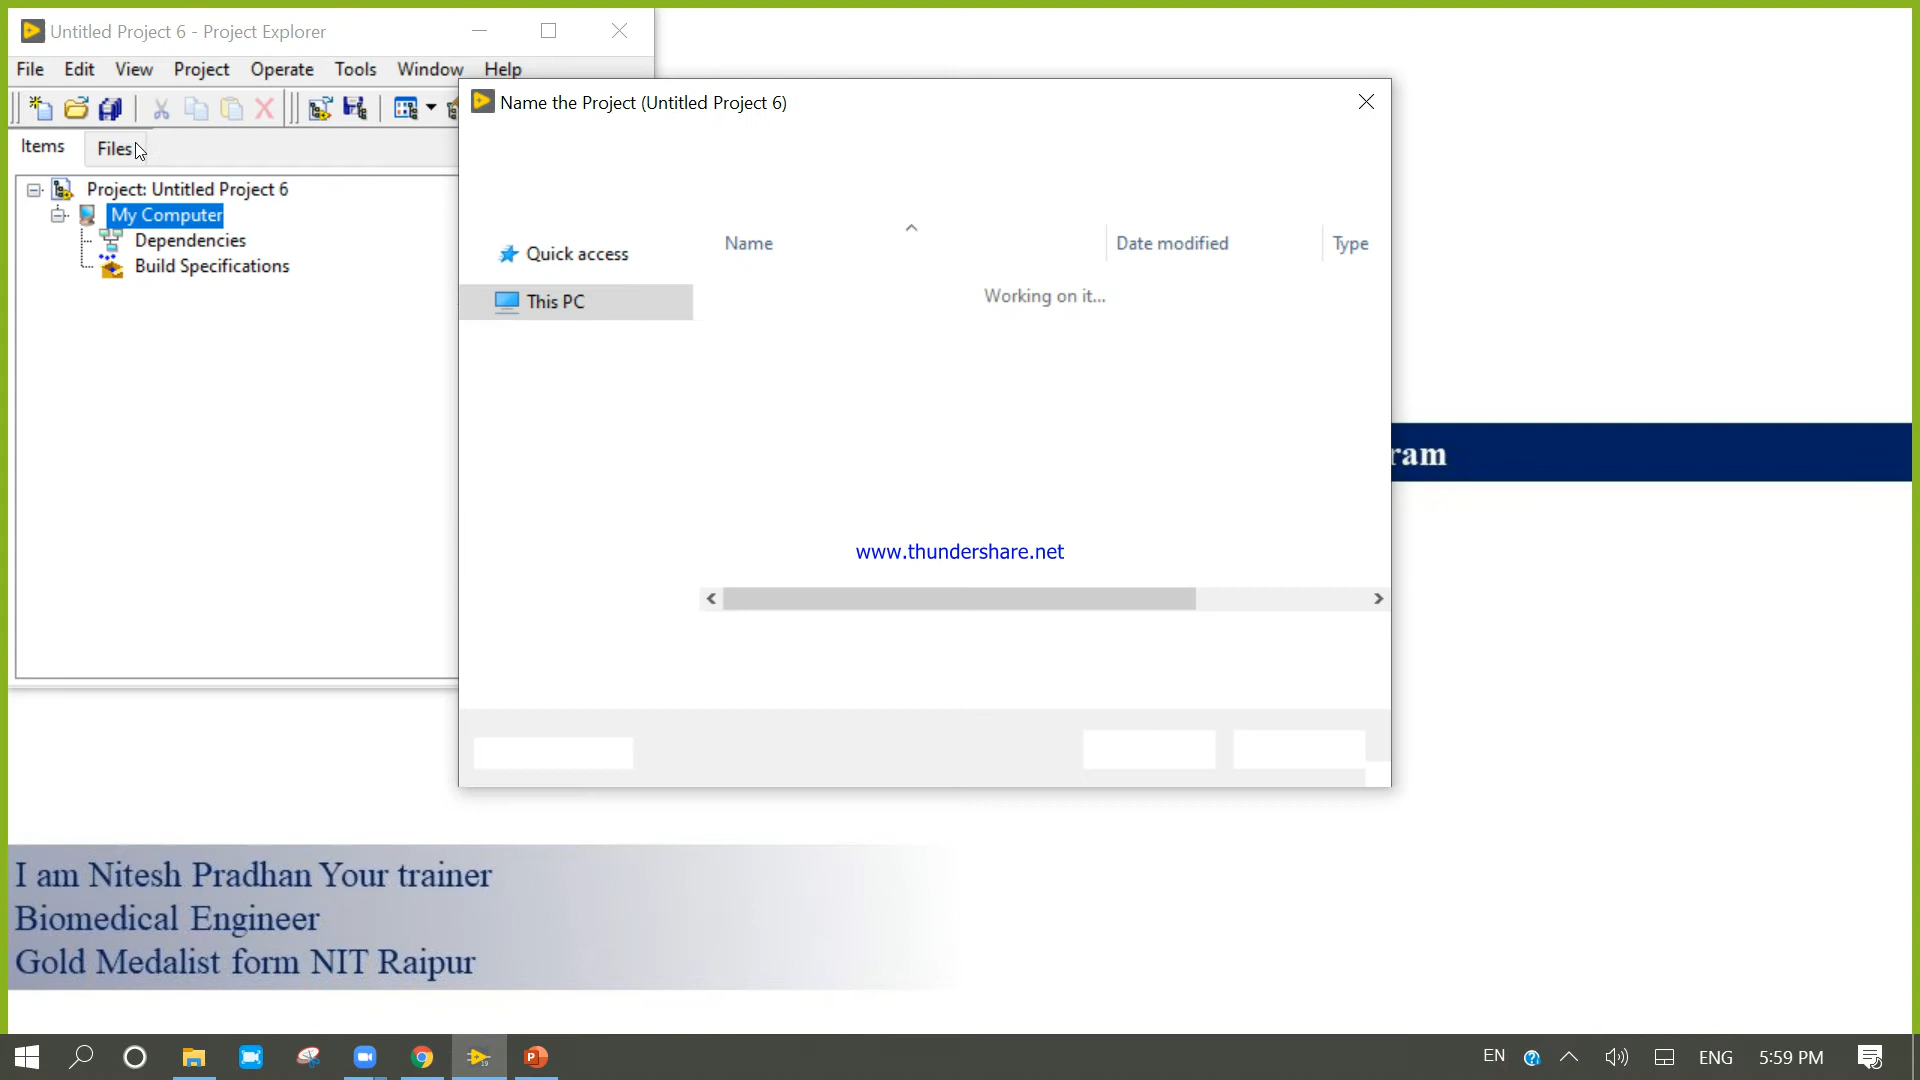 Untitled Project 6 - Project Explorer
File Edit View Project Operate Tools Window Help
Name the Project (Untitled Project 6)
Items Files
Project: Untitled Project 6
My Computer
Dependencies
Build Specifications
Name Date modified Type
Quick access
This PC
Working on it...
ram
www.thundershare.net
I am Nitesh Pradhan Your trainer
Biomedical Engineer
Gold Medalist form NIT Raipur
EN ENG 5:59 PM